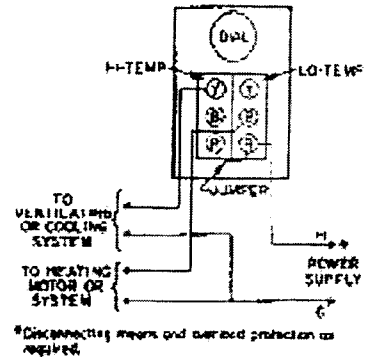 DIAL
HI-TEMP
LO-TEMP
Y
Y
B
B
R
R
JUMPER
TO
VENTILATING
OR COOLING
SYSTEM
TO HEATING
MOTOR OR
SYSTEM
H
POWER
SUPPLY
G
*Disconnecting means and overload protection as
required.